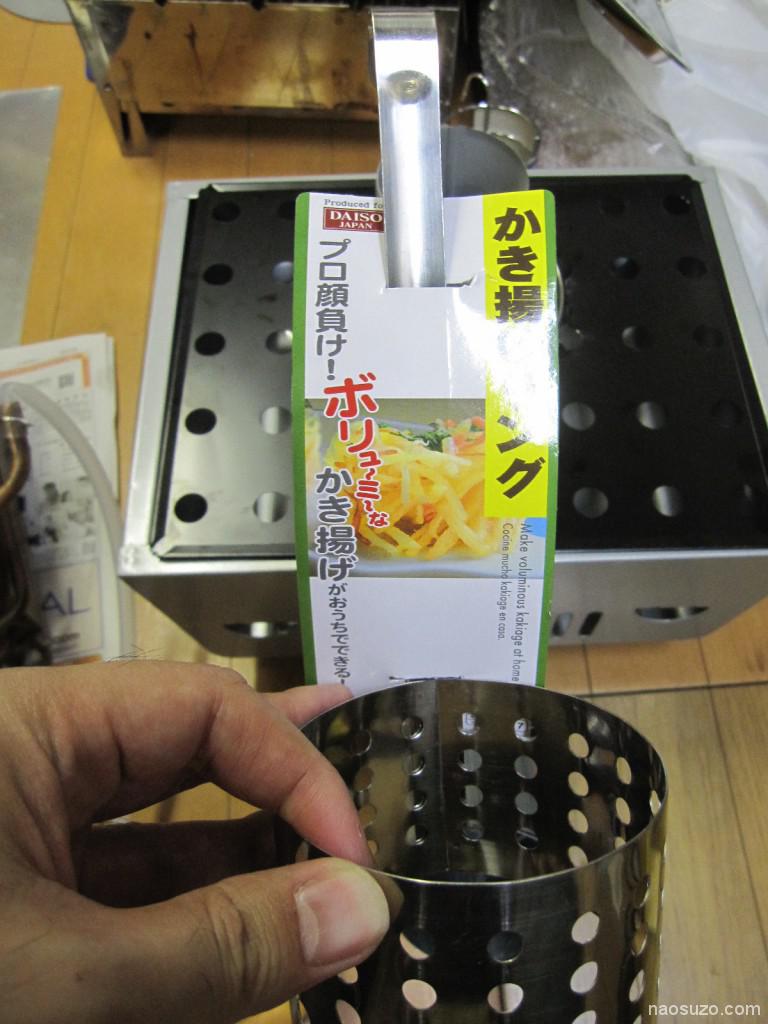 Produced fo
DAISO
JAPAN
かき揚
ング
プロ顔負け!
ボリューミーな
かき揚げ
がおうちでできる!
Make voluminous kakiage at home
Cocine mucho kakiage en casa.
AL
naosuzo.com